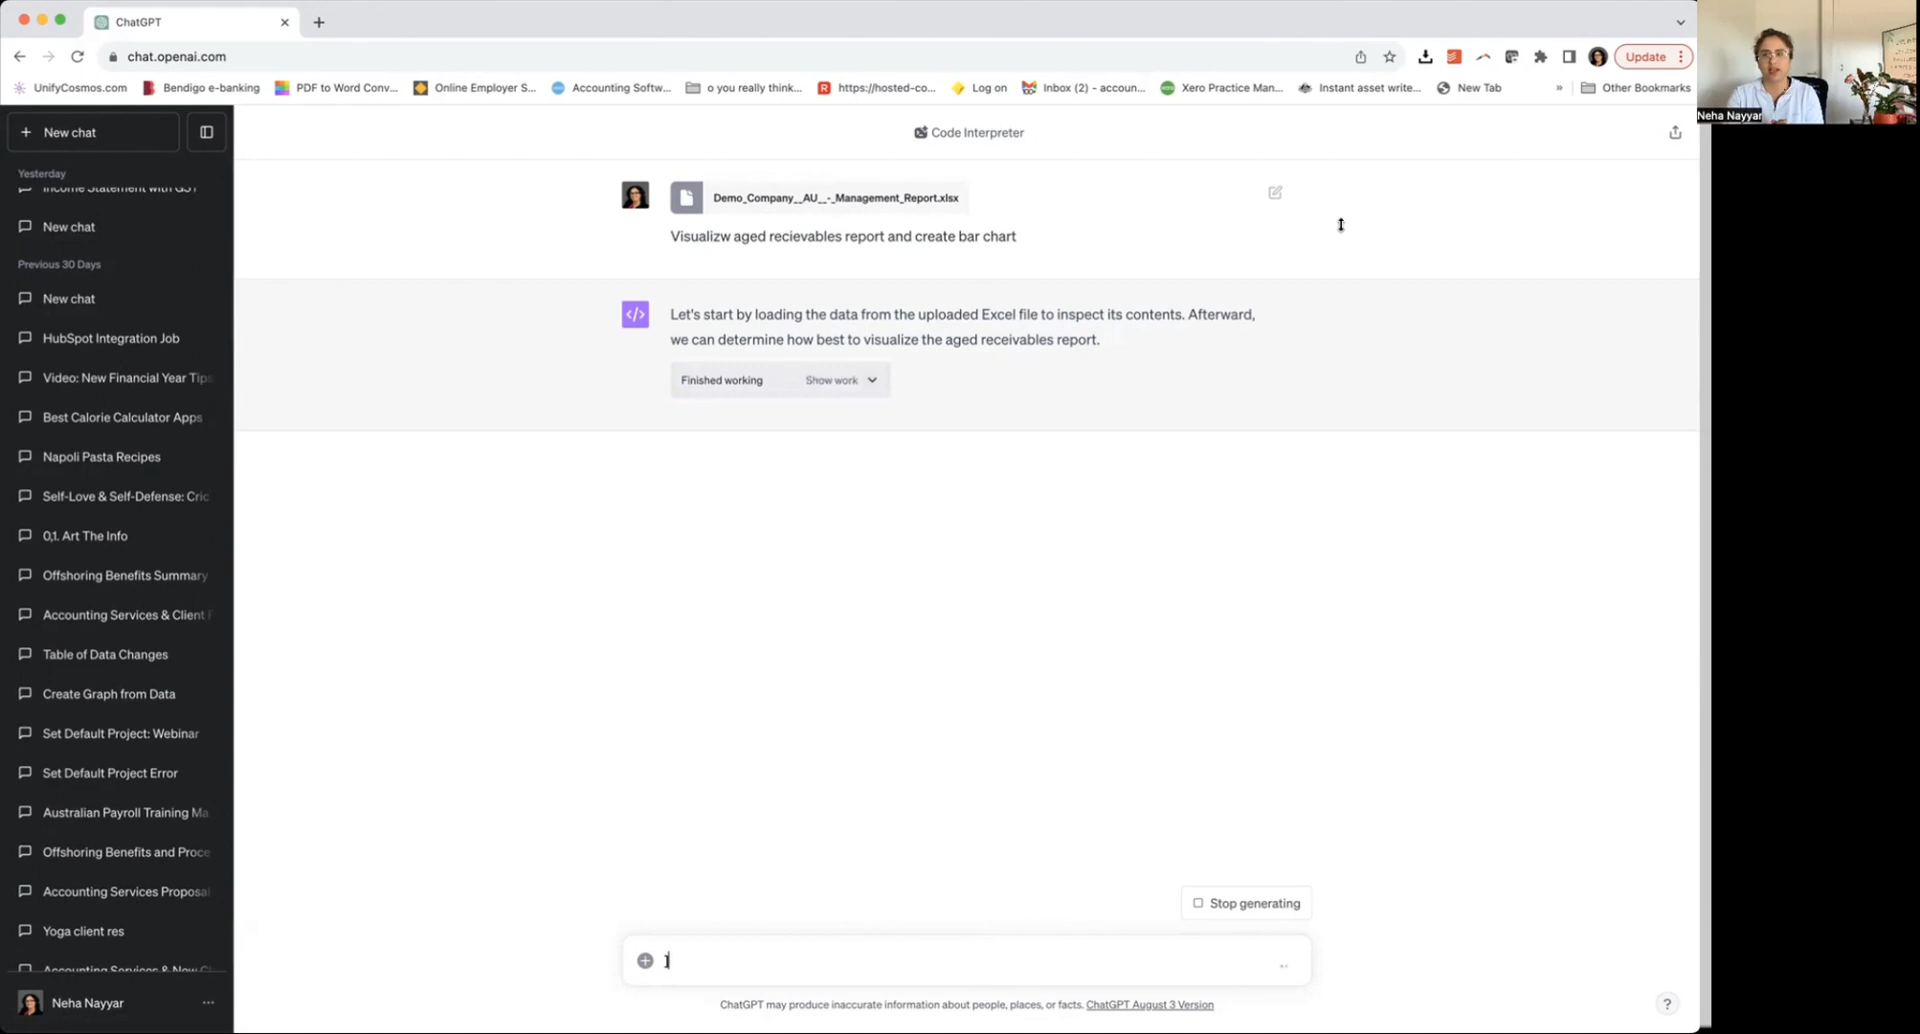 ChatGPT
chat.openai.com
Update
UnifyCosmos.com
Bendigo e-banking
PDF to Word Conv...
Online Employer S...
Accounting Softw...
o you really think...
https://hosted-co...
Log on
Inbox (2) - accoun...
Xero Practice Man...
Instant asset write...
New Tab
»
Other Bookmarks
Neha Nayyar
New chat
Code Interpreter
Yesterday
Income Statement with GST
New chat
Previous 30 Days
New chat
HubSpot Integration Job
Video: New Financial Year Tips
Best Calorie Calculator Apps
Napoli Pasta Recipes
Self-Love & Self-Defense: Cric
0,1. Art The Info
Offshoring Benefits Summary
Accounting Services & Client P
Table of Data Changes
Create Graph from Data
Set Default Project: Webinar
Set Default Project Error
Australian Payroll Training Ma
Offshoring Benefits and Proce
Accounting Services Proposal
Yoga client res
Accounting Services & New Cl
Neha Nayyar
Demo_Company__AU__-_Management_Report.xlsx
Visualizw aged recievables report and create bar chart
Let's start by loading the data from the uploaded Excel file to inspect its contents. Afterward,
we can determine how best to visualize the aged receivables report.
Finished working Show work
Stop generating
ChatGPT may produce inaccurate information about people, places, or facts. ChatGPT August 3 Version
?